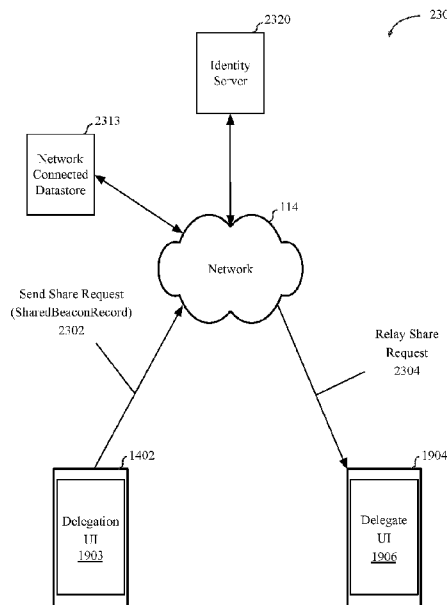 2320
230
Identity
Server
2313
Network
Connected
Datastore
114
Network
Send Share Request
(SharedBeaconRecord)
2302
Relay Share
Request
2304
1402
1904
Delegation
UI
1903
Delegate
UI
1906